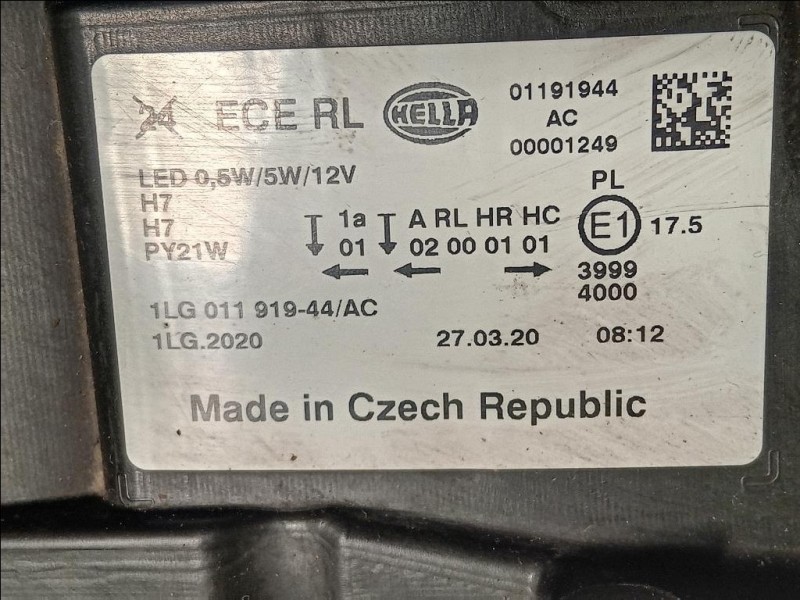 24 ECE RL HELLA 01191944
AC
00001249
LED 0,5W/5W/12V
PL
H7
1a A RL HR HC
E1 17.5
H7
01 02 00 0 1 01
PY21W
3999
4000
1LG 011 919-44/AC
1LG.2020 27.03.20 08:12
Made in Czech Republic